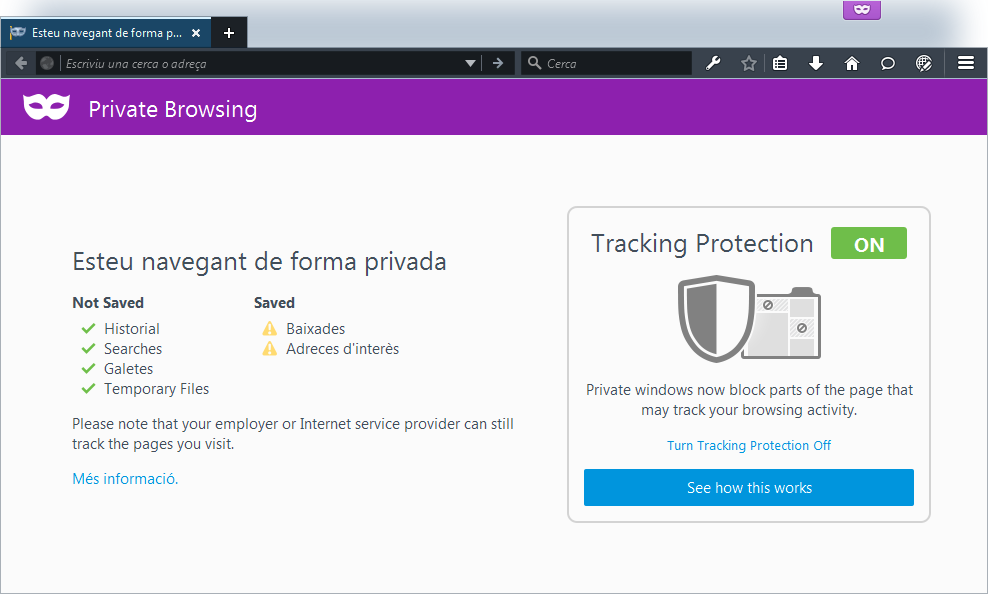 Esteu navegant de forma p...
Escriviu una cerca o adreça
Cerca
Private Browsing
Esteu navegant de forma privada
Not Saved
Saved
Historial
Baixades
Searches
Adreces d'interès
Galetes
Temporary Files
Please note that your employer or Internet service provider can still
track the pages you visit.
Més informació.
Tracking Protection
ON
Private windows now block parts of the page that
may track your browsing activity.
Turn Tracking Protection Off
See how this works